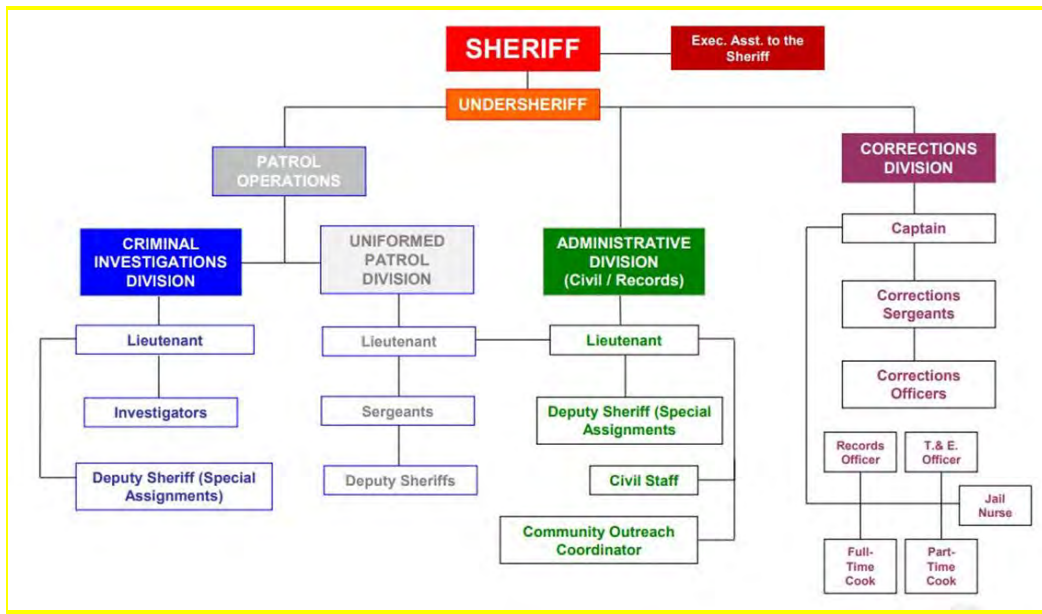 SHERIFF
Exec. Asst. to the
Sheriff
UNDERSHERIFF
PATROL
OPERATIONS
CORRECTIONS
DIVISION
CRIMINAL
INVESTIGATIONS
DIVISION
UNIFORMED
PATROL
DIVISION
ADMINISTRATIVE
DIVISION
(Civil / Records)
Captain
Lieutenant
Lieutenant
Lieutenant
Corrections
Sergeants
Corrections
Officers
Investigators
Sergeants
Deputy Sheriff (Special
Assignments
Deputy Sheriff (Special
Assignments)
Deputy Sheriffs
Civil Staff
Community Outreach
Coordinator
Records
Officer
T.& E.
Officer
Jail
Nurse
Full-
Time
Cook
Part-
Time
Cook